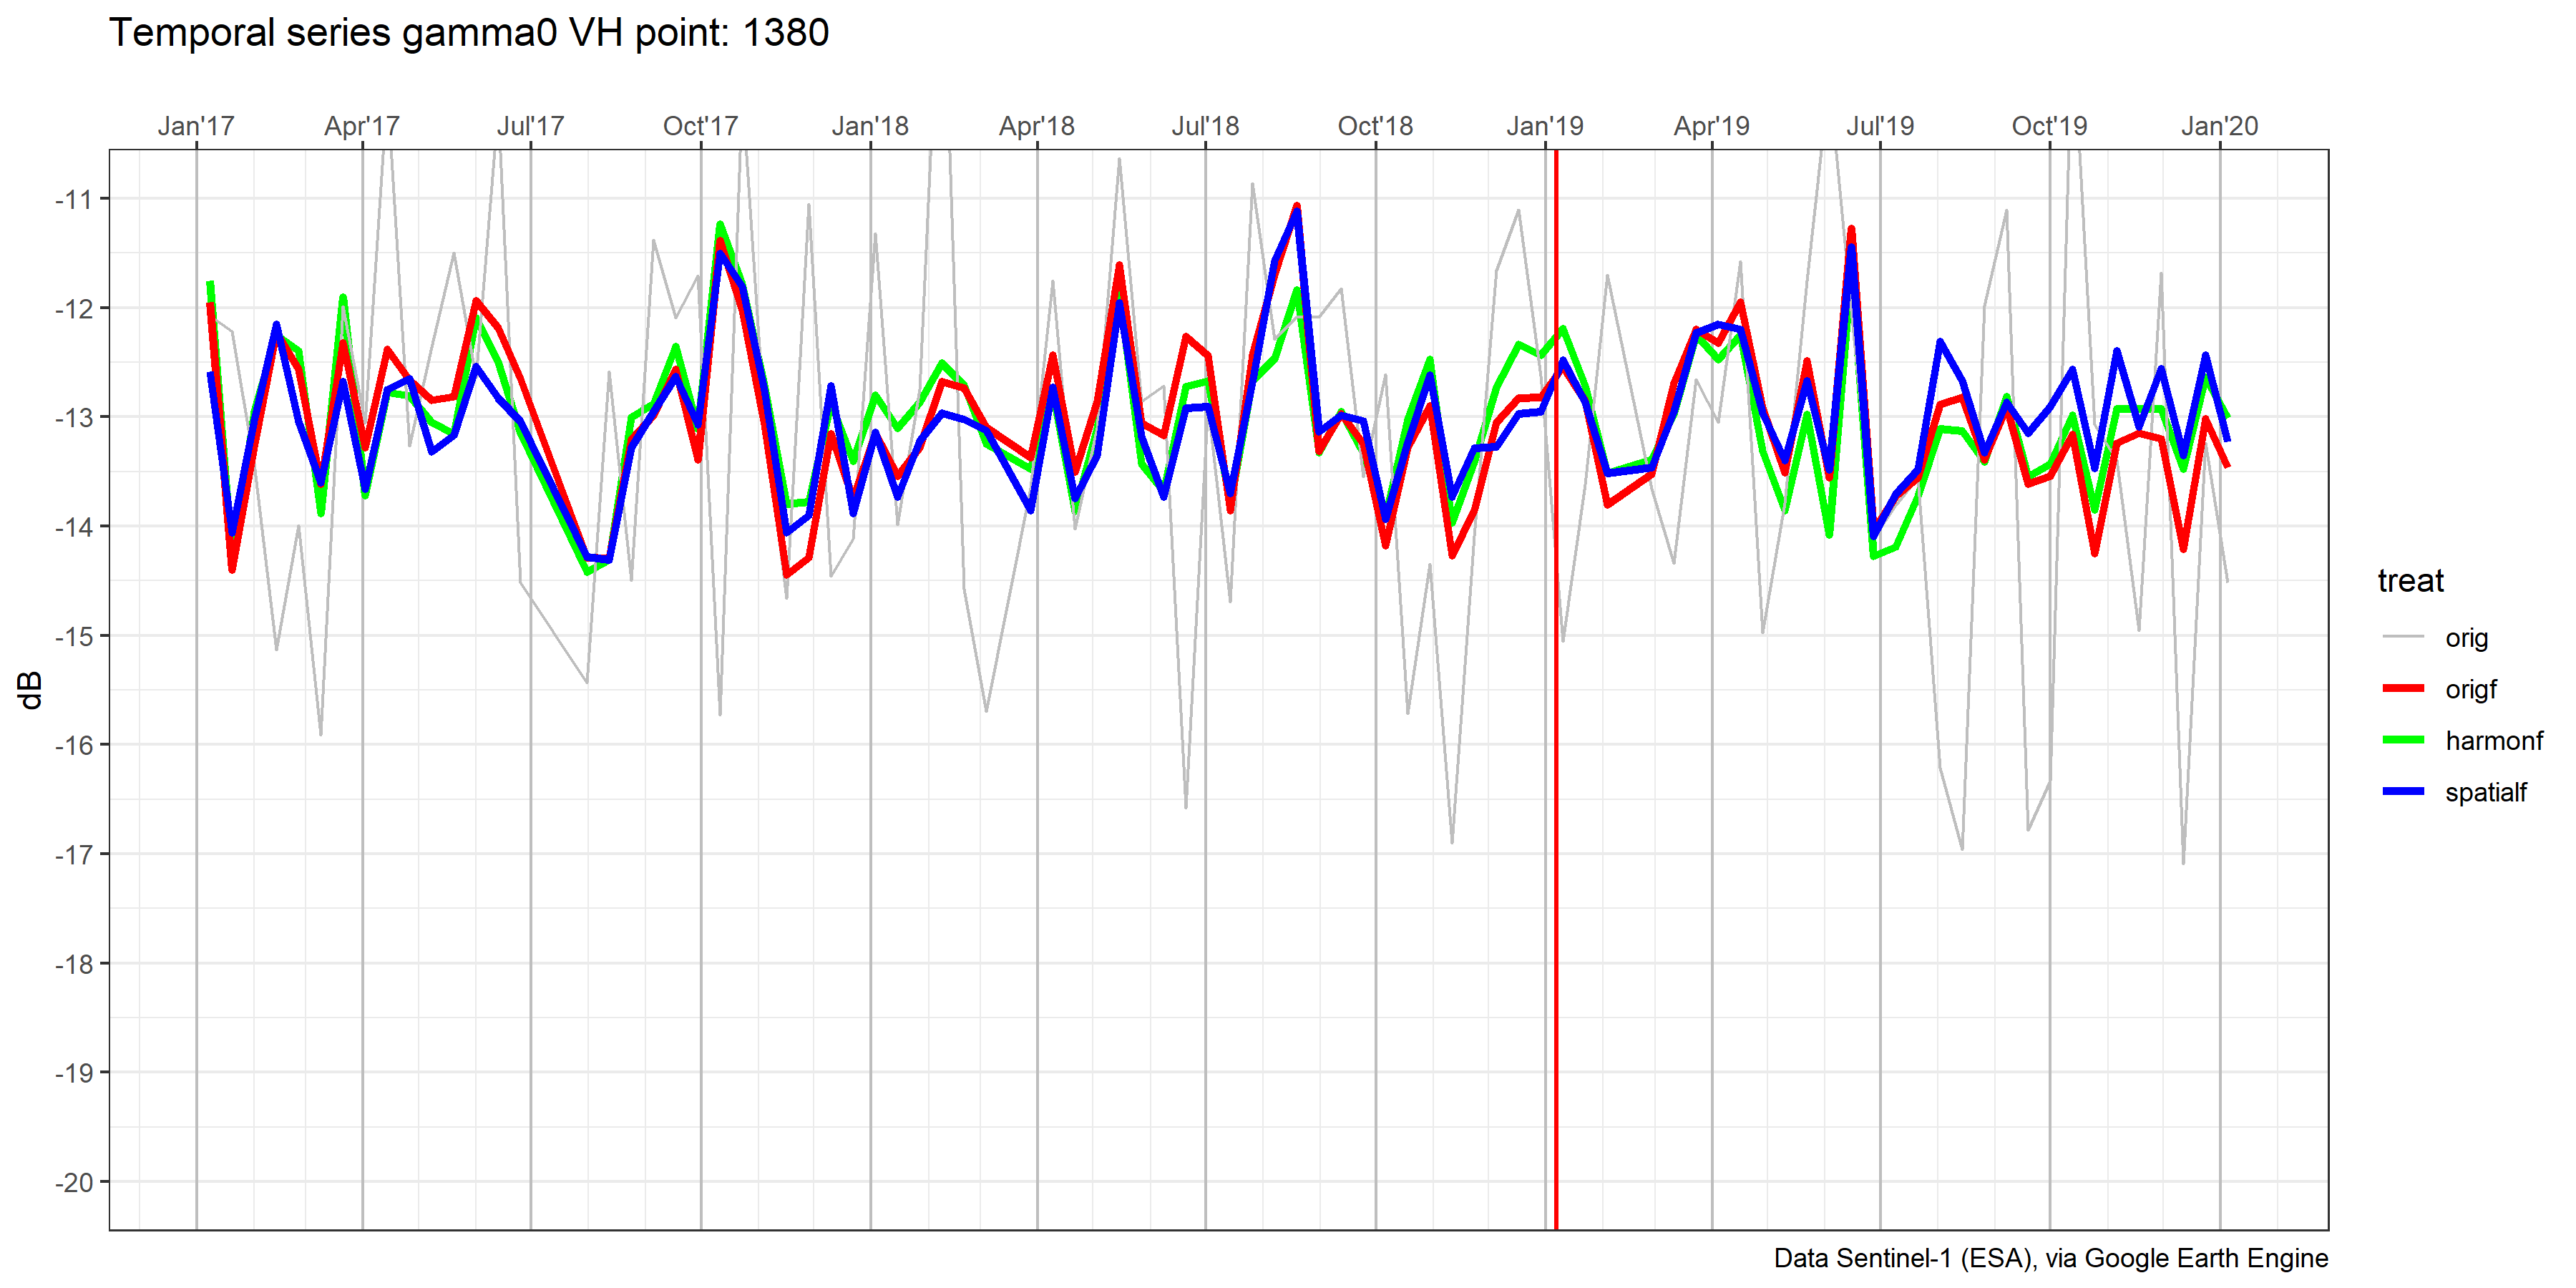 Temporal series gamma0 VH point: 1380
Jan'17 Apr'17 Jul'17 Oct'17 Jan'18 Apr'18 Jul'18 Oct'18 Jan'19 Apr'19 Jul'19 Oct'19 Jan'20
-11
-12
-13
-14
-15
-16
-17
-18
-19
-20
dB
treat
orig
origf
harmonf
spatialf
Data Sentinel-1 (ESA), via Google Earth Engine